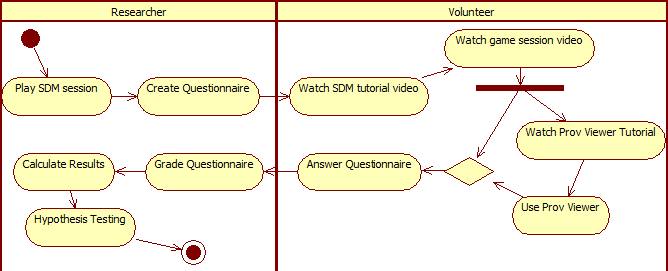 Researcher
Volunteer
Watch game session video
Play SDM session
Create Questionnaire
Watch SDM tutorial video
Watch Prov Viewer Tutorial
Calculate Results
Grade Questionnaire
Answer Questionnaire
Use Prov Viewer
Hypothesis Testing